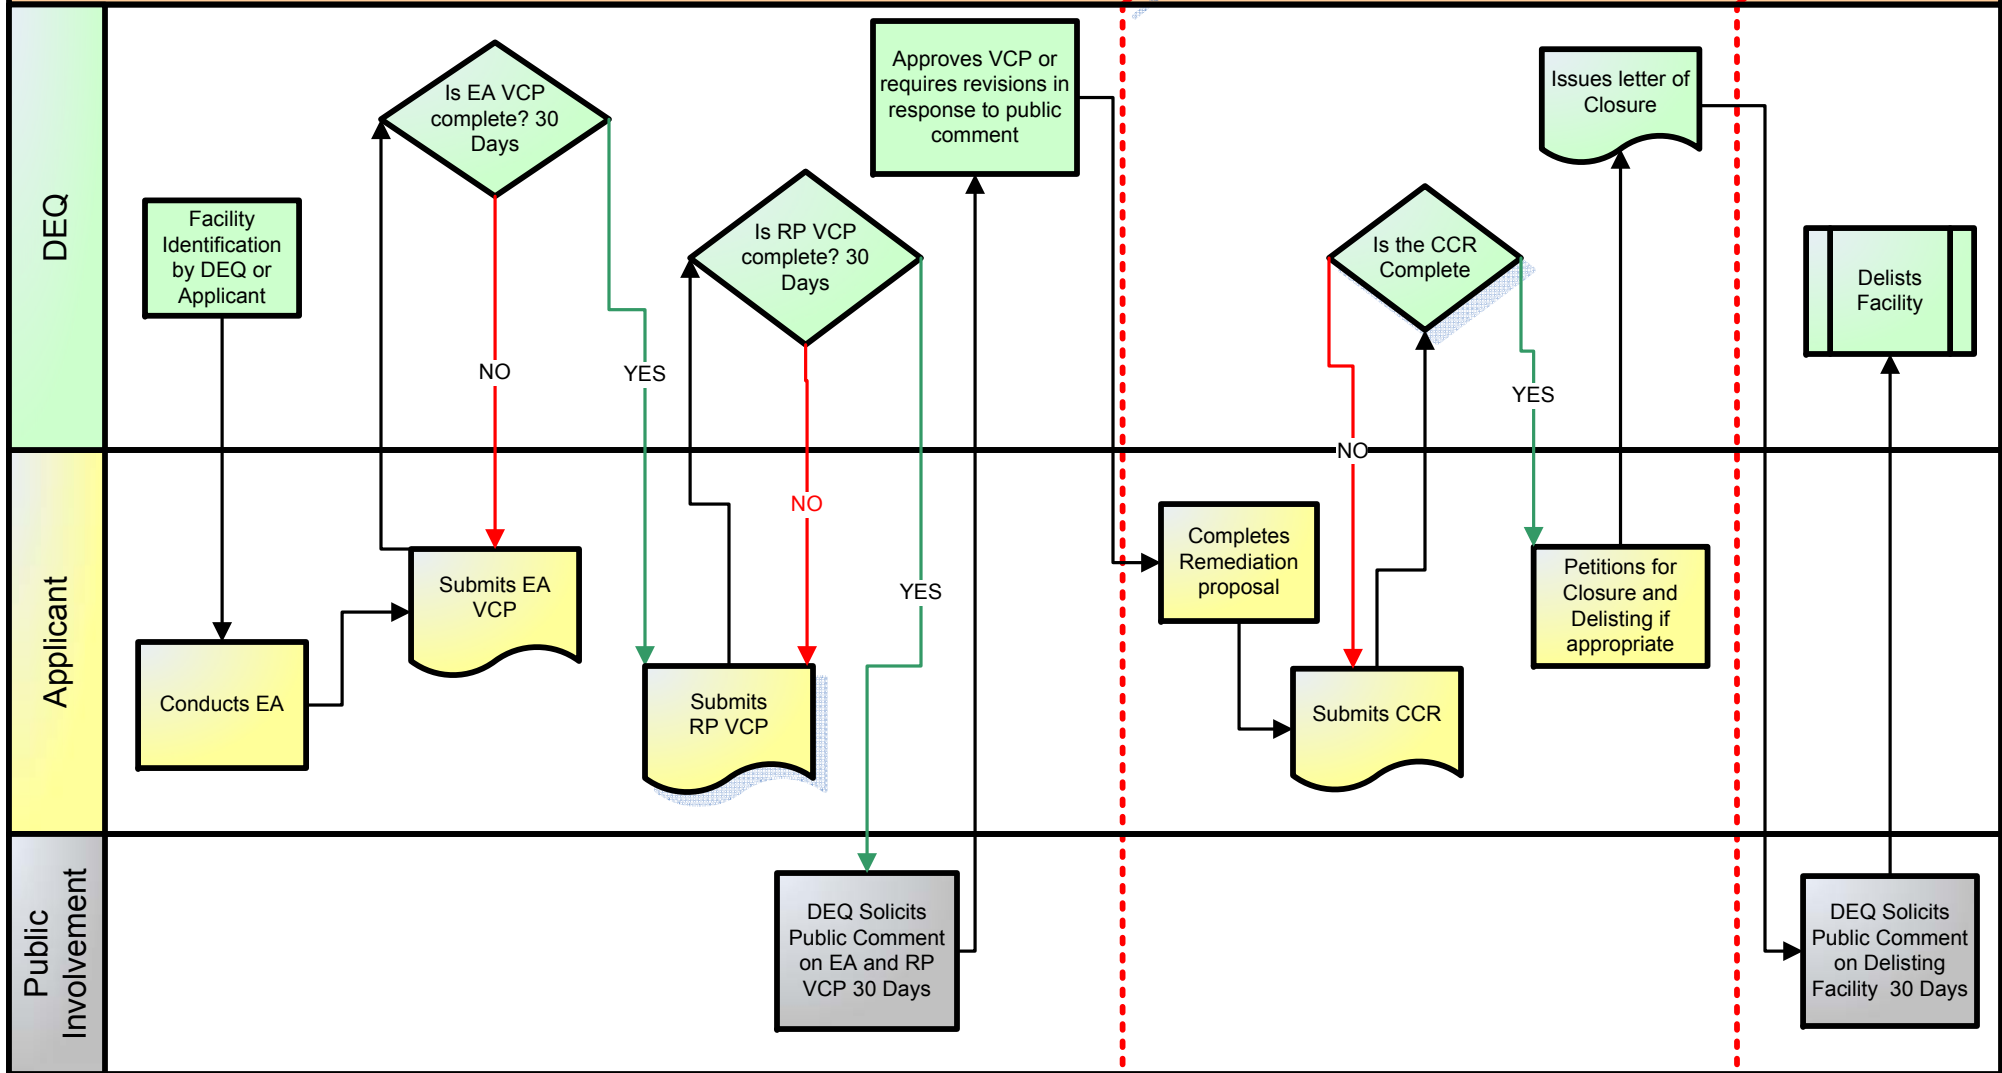 DEQ
Facility
Identification
by DEQ or
Applicant
Is EA VCP
complete? 30
Days
NO
YES
Is RP VCP
complete? 30
Days
NO
YES
Approves VCP or
requires revisions in
response to public
comment
Is the CCR
Complete
NO
YES
Issues letter of
Closure
Delists
Facility
Applicant
Conducts EA
Submits EA
VCP
Submits
RP VCP
Completes
Remediation
proposal
Submits CCR
Petitions for
Closure and
Delisting if
appropriate
Public
Involvement
DEQ Solicits
Public Comment
on EA and RP
VCP 30 Days
DEQ Solicits
Public Comment
on Delisting
Facility  30 Days